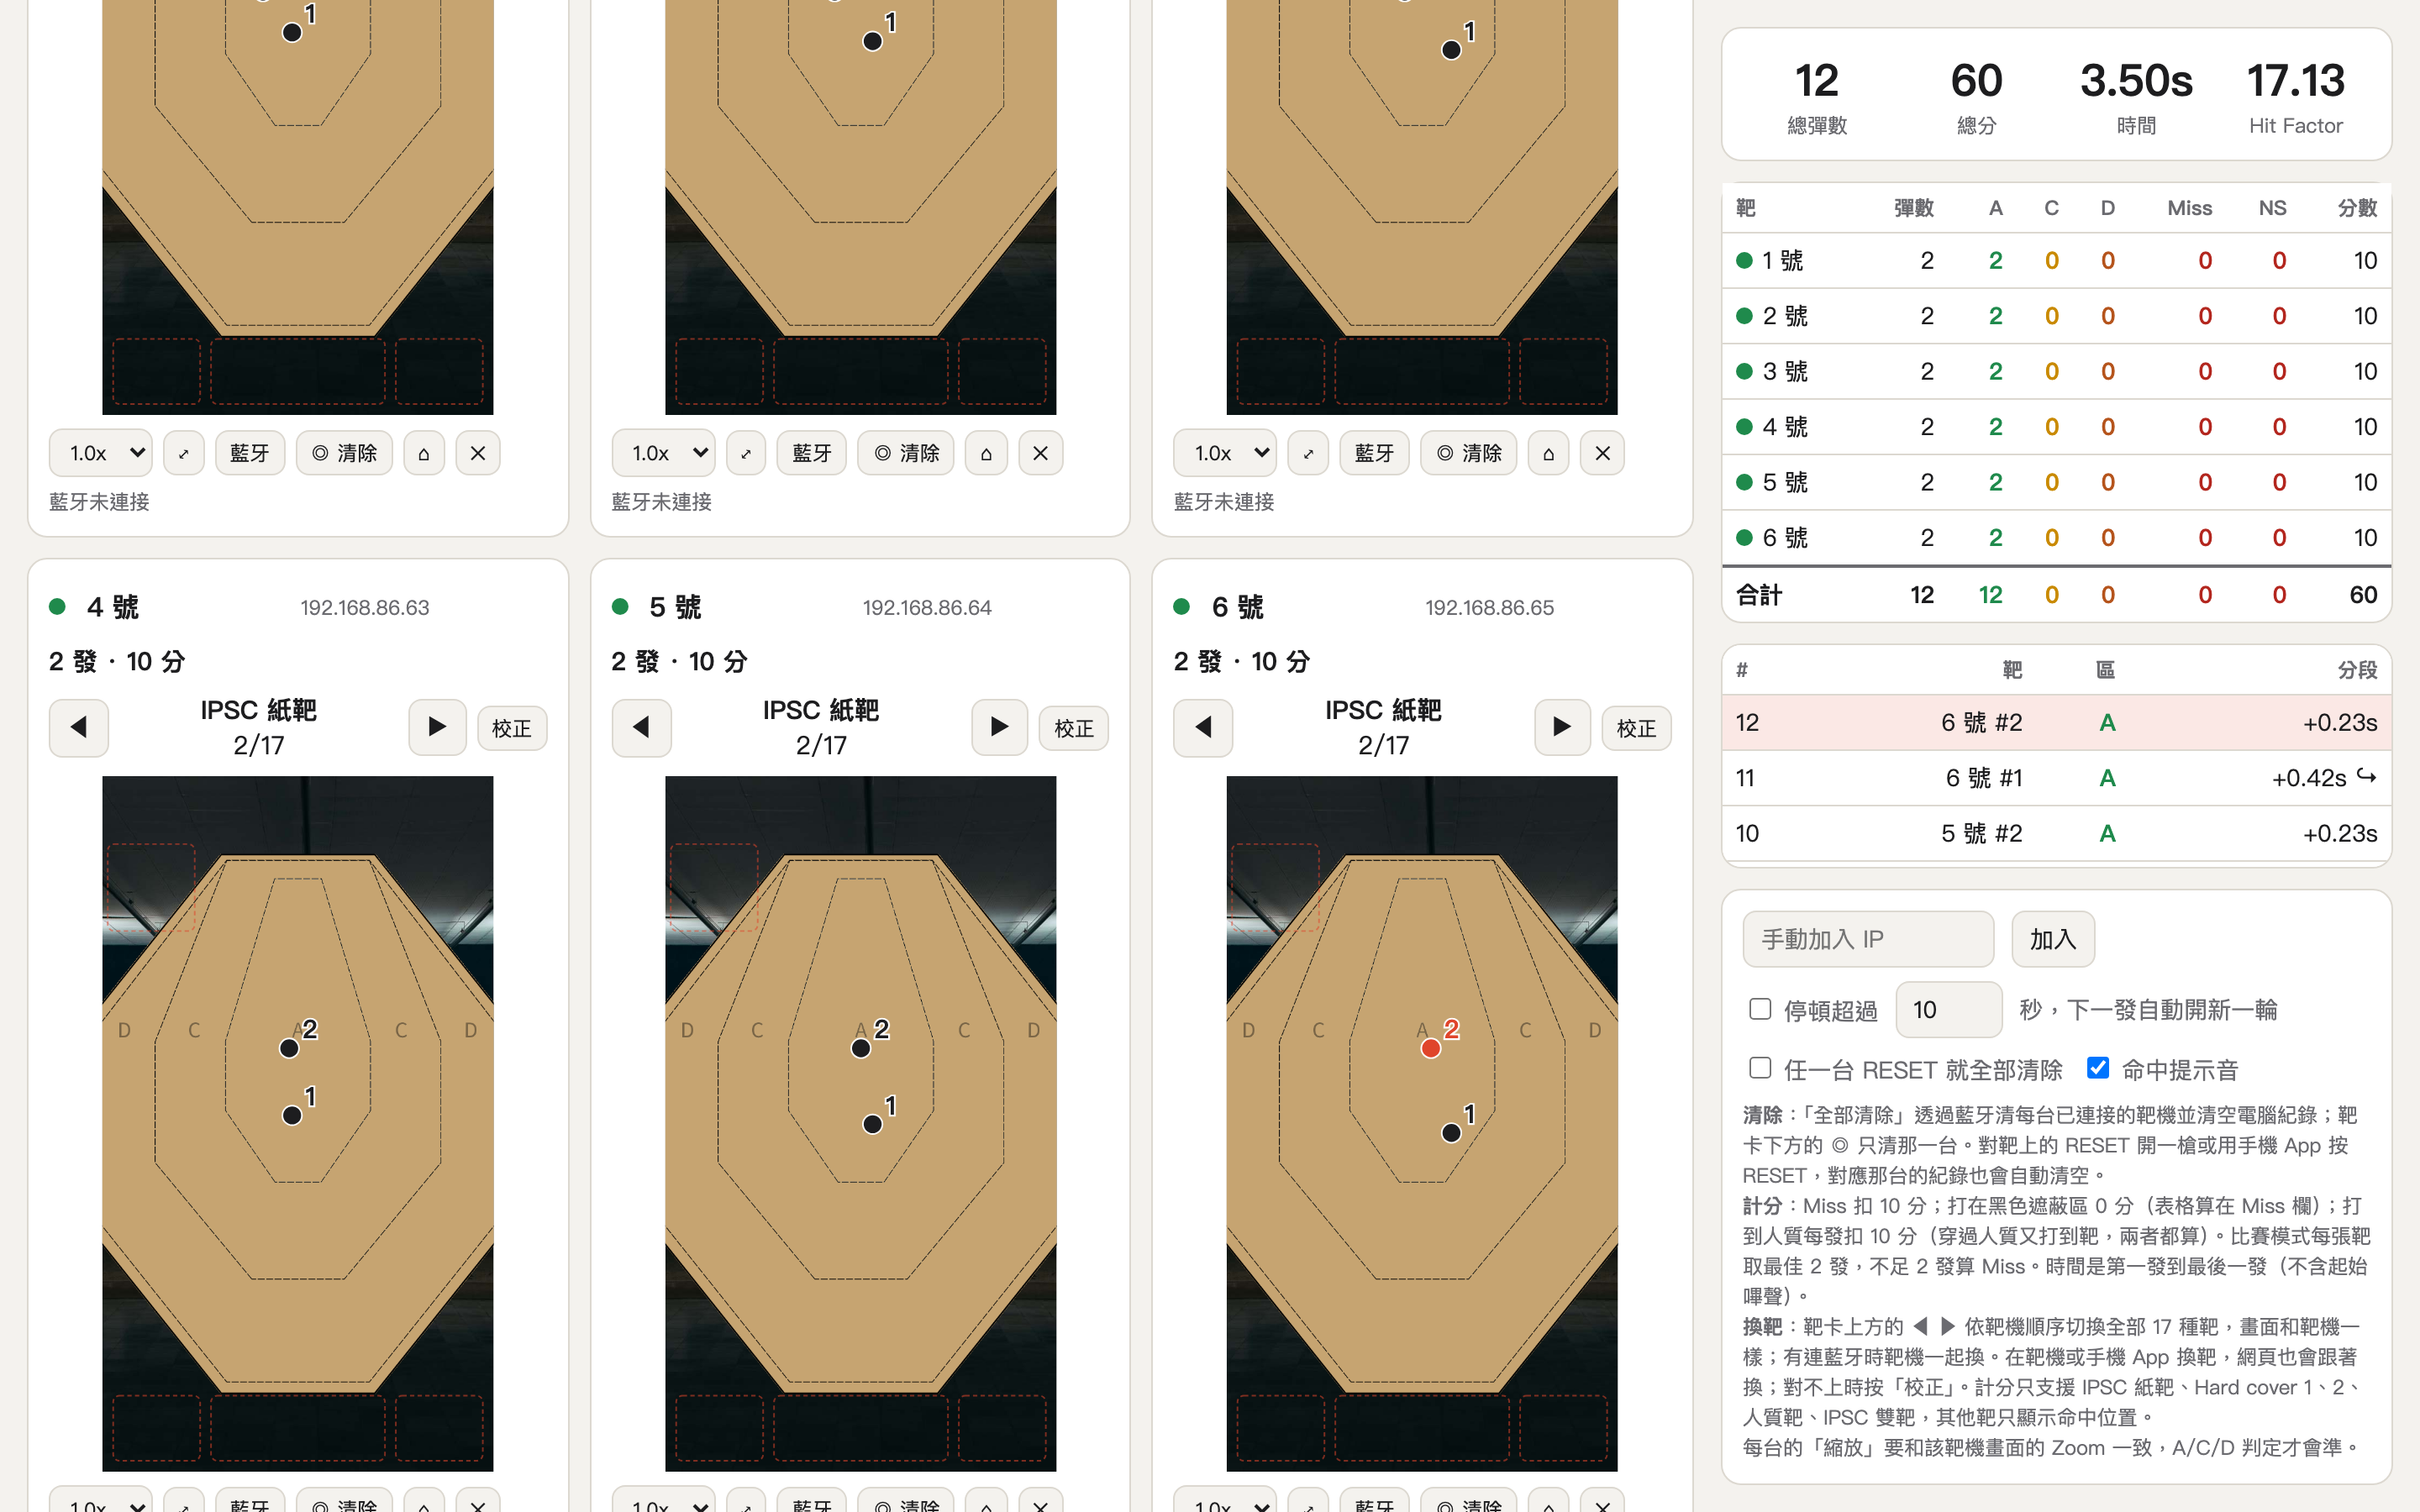 1
1
1
1.0x
⤢
藍牙
◎ 清除
⌂
×
1.0x
⤢
藍牙
◎ 清除
⌂
×
1.0x
⤢
藍牙
◎ 清除
⌂
×
藍牙未連接
藍牙未連接
藍牙未連接
4 號 192.168.86.63
2 發 · 10 分
◀ IPSC 紙靶 ▶ 校正
2/17
D C A 2 C D
1
5 號 192.168.86.64
2 發 · 10 分
◀ IPSC 紙靶 ▶ 校正
2/17
D C A 2 C D
1
6 號 192.168.86.65
2 發 · 10 分
◀ IPSC 紙靶 ▶ 校正
2/17
D C A 2 C D
1
1.0x ⤢ 藍牙 ◎ 清除 ⌂ ×
1.0x ⤢ 藍牙 ◎ 清除 ⌂ ×
1.0x ⤢ 藍牙 ◎ 清除 ⌂ ×
12 60 3.50s 17.13
總彈數 總分 時間 Hit Factor
靶 彈數 A C D Miss NS 分數
1 號 2 2 0 0 0 0 10
2 號 2 2 0 0 0 0 10
3 號 2 2 0 0 0 0 10
4 號 2 2 0 0 0 0 10
5 號 2 2 0 0 0 0 10
6 號 2 2 0 0 0 0 10
合計 12 12 0 0 0 0 60
# 靶 區 分段
12 6 號 #2 A +0.23s
11 6 號 #1 A +0.42s ↪
10 5 號 #2 A +0.23s
手動加入 IP 加入
停頓超過 10 秒，下一發自動開新一輪
任一台 RESET 就全部清除 命中提示音
清除：「全部清除」透過藍牙清每台已連接的靶機並清空電腦紀錄；靶
卡下方的 ◎ 只清那一台。對靶上的 RESET 開一槍或用手機 App 按
RESET，對應那台的紀錄也會自動清空。
計分：Miss 扣 10 分；打在黑色遮蔽區 0 分（表格算在 Miss 欄）；打
到人質每發扣 10 分（穿過人質又打到靶，兩者都算）。比賽模式每張靶
取最佳 2 發，不足 2 發算 Miss。時間是第一發到最後一發（不含起始
嗶聲）。
換靶：靶卡上方的 ◀ ▶ 依靶機順序切換全部 17 種靶，畫面和靶機一
樣；有連藍牙時靶機一起換。在靶機或手機 App 換靶，網頁也會跟著
換；對不上時按「校正」。計分只支援 IPSC 紙靶、Hard cover 1、2、
人質靶、IPSC 雙靶，其他靶只顯示命中位置。
每台的「縮放」要和該靶機畫面的 Zoom 一致，A/C/D 判定才會準。